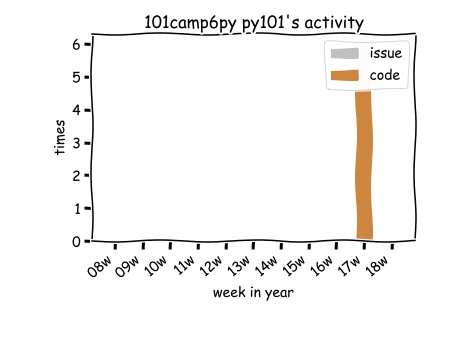 101camp6py py101's activity
issue
code
6
5
4
3
2
1
0
times
08w 09w 10w 11w 12w 13w 14w 15w 16w 17w 18w
week in year